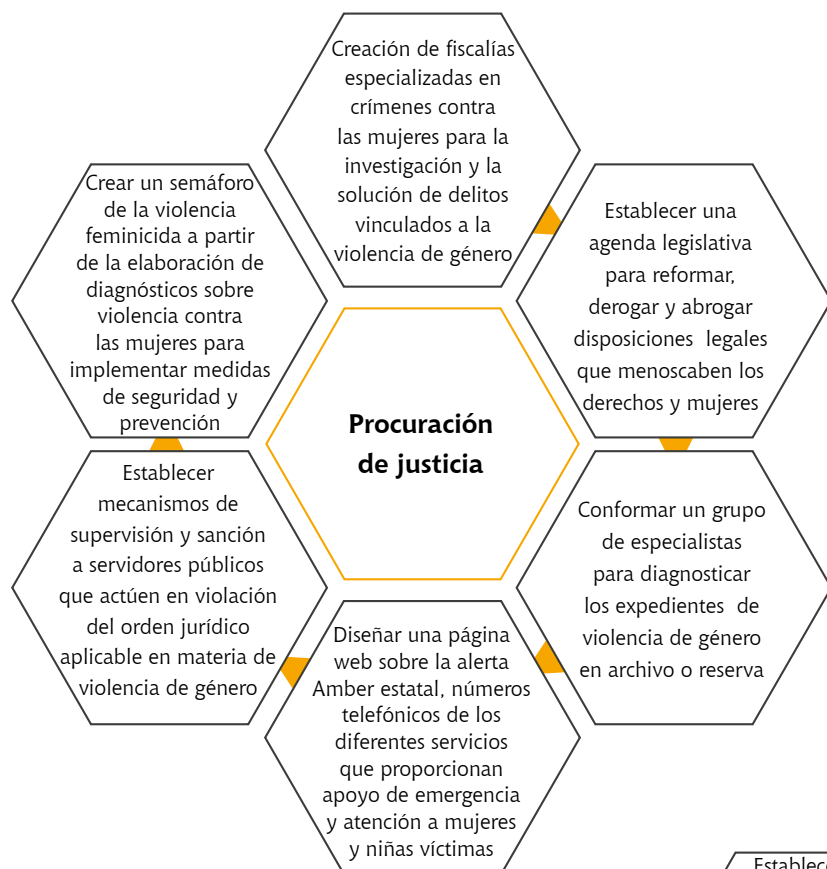 Creación de fiscalías
especializadas en
crímenes contra
las mujeres para la
investigación y la
solución de delitos
vinculados a la
violencia de género
Establecer una
agenda legislativa
para reformar,
derogar y abrogar
disposiciones legales
que menoscaben los
derechos y mujeres
Conformar un grupo
de especialistas
para diagnosticar
los expedientes de
violencia de género
en archivo o reserva
Diseñar una página
web sobre la alerta
Amber estatal, números
telefónicos de los
diferentes servicios
que proporcionan
apoyo de emergencia
y atención a mujeres
y niñas víctimas
Establecer
mecanismos de
supervisión y sanción
a servidores públicos
que actúen en violación
del orden jurídico
aplicable en materia de
violencia de género
Crear un semáforo
de la violencia
feminicida a partir
de la elaboración de
diagnósticos sobre
violencia contra
las mujeres para
implementar medidas
de seguridad y
prevención
Procuración
de justicia